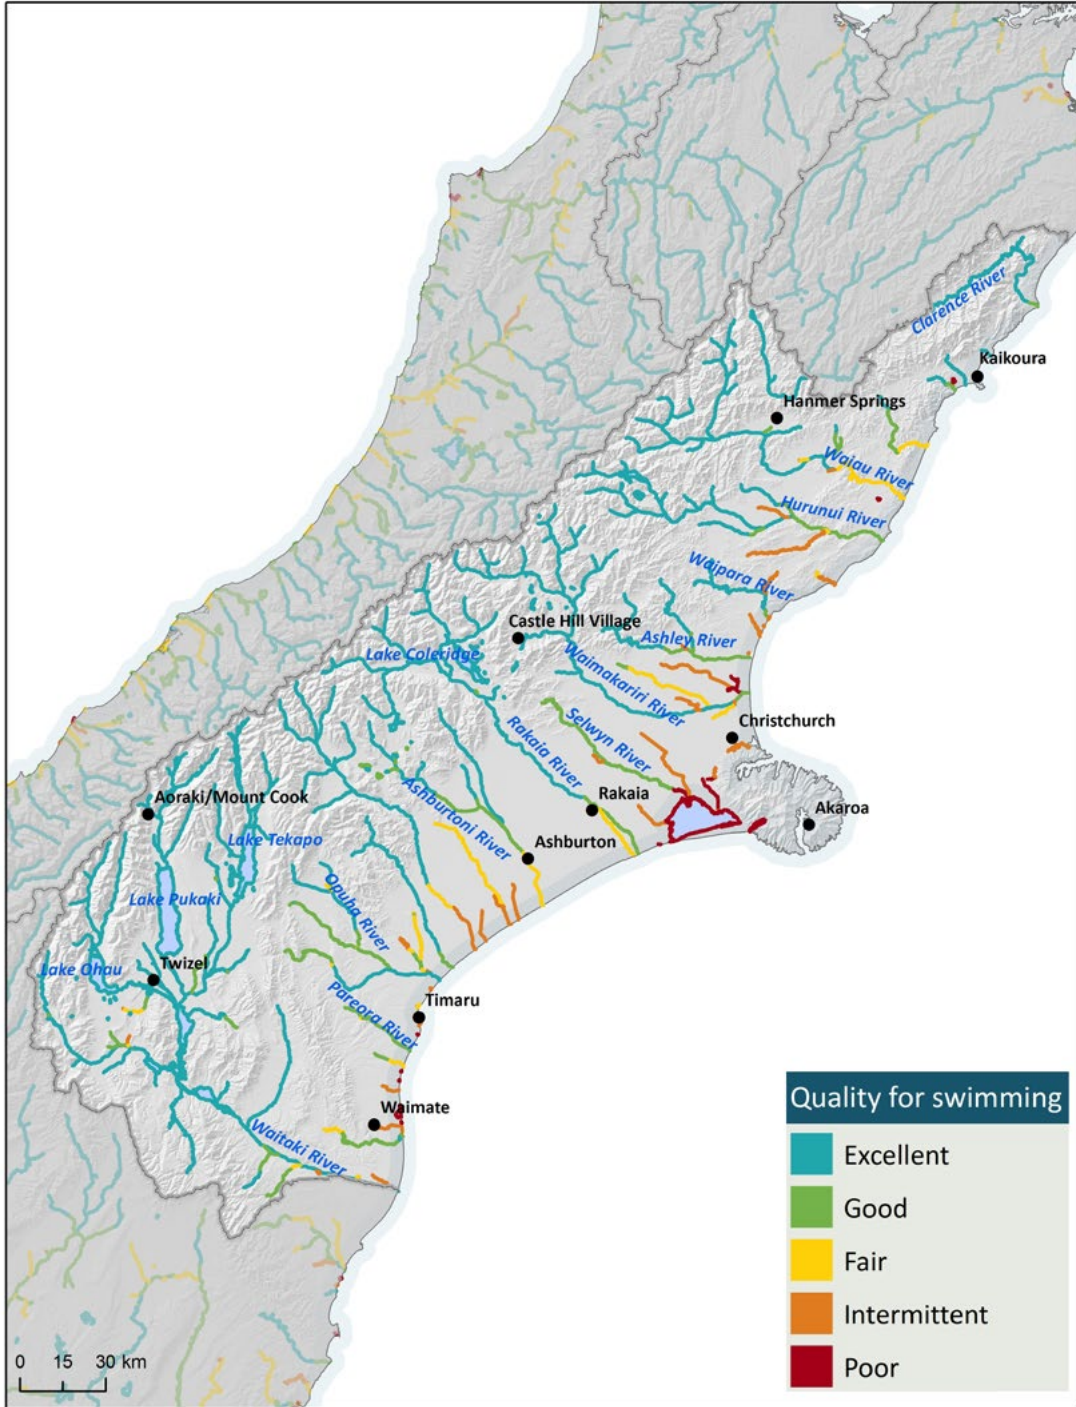 Clarence River
Kaikoura
Hanmer Springs
Waiau River
Hurunui River
Waipara River
Castle Hill Village
Ashley River
Lake Coleridge
Waimakariri River
Selwyn River
Christchurch
Rakaia River
Aoraki/Mount Cook
Ashburtoni River
Rakaia
Akaroa
Lake Tekapo
Ashburton
Lake Pukaki
Opuha River
Lake Ohau
Twizel
Pareora River
Timaru
Waimate
Waitaki River
Quality for swimming
Excellent
Good
Fair
Intermittent
Poor
0 15 30 km